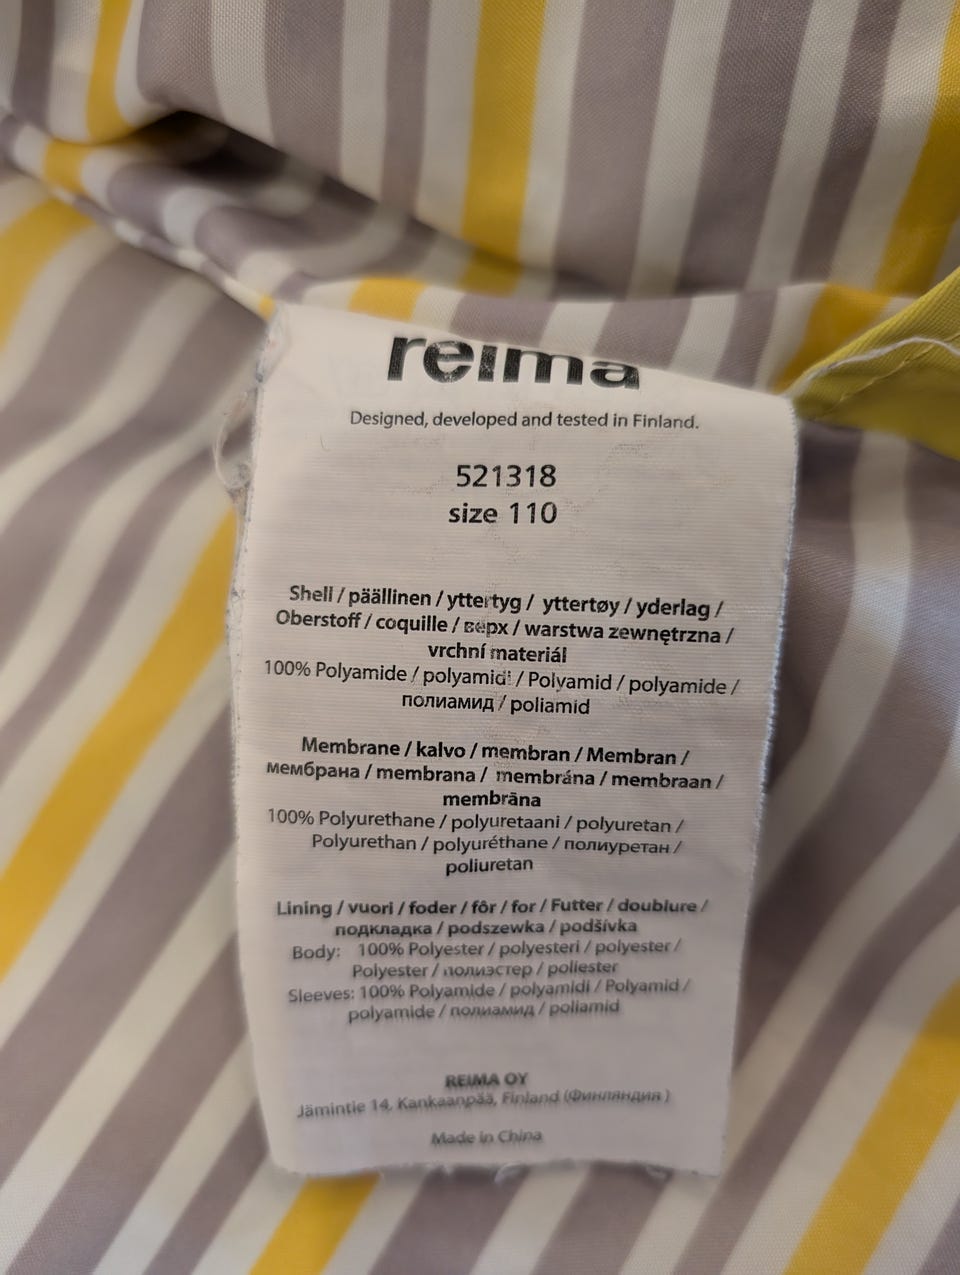 reima
Designed, developed and tested in Finland.
521318
size 110
Shell / päällinen / yttertyg / yttertøy / yderlag /
Oberstoff / coquille / верх / warstwa zewnętrzna /
vrchní materiál
100% Polyamide / polyamidi / Polyamid / polyamide /
полиамид / poliamid
Membrane / kalvo / membran / Membran /
мембрана / membrana / membrána / membraan /
membrāna
100% Polyurethane / polyuretaani / polyuretan /
Polyurethan / polyuréthane / полиуретан /
poliuretan
Lining / vuori / foder / fôr / for / Futter / doublure /
подкладка / podszewka / podšívka
Body: 100% Polyester / polyesteri / polyester /
Polyester / полиэстер / poliester
Sleeves: 100% Polyamide / polyamidi / Polyamid /
polyamide / полиамид / poliamid
REIMA OY
Jämintie 14, Kankaanpää, Finland (Финляндия)
Made in China